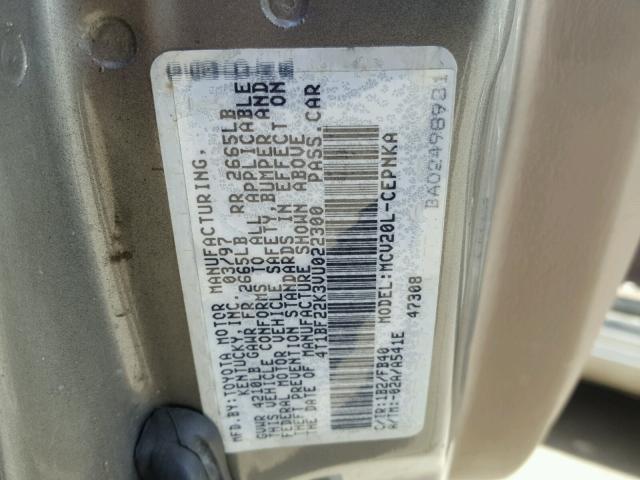 MFD.BY:TOYOTA MOTOR MANUFACTURING,
KENTUCKY, INC. 03/97
GVWR 4210LB GAWR FR 2665LB RR 2665LB
THIS VEHICLE CONFORMS TO ALL APPLICABLE
FEDERAL MOTOR VEHICLE SAFETY, BUMPER AND
THEFT PREVENTION STANDARDS IN EFFECT ON
THE DATE OF MANUFACTURE SHOWN ABOVE.
4T1BF22K3VU022300 PASS.CAR
C/TR:1B2/FB40 MODEL:MCV20L-CEPNKA
A/TM:-02A/A541E 47308
BA02498921